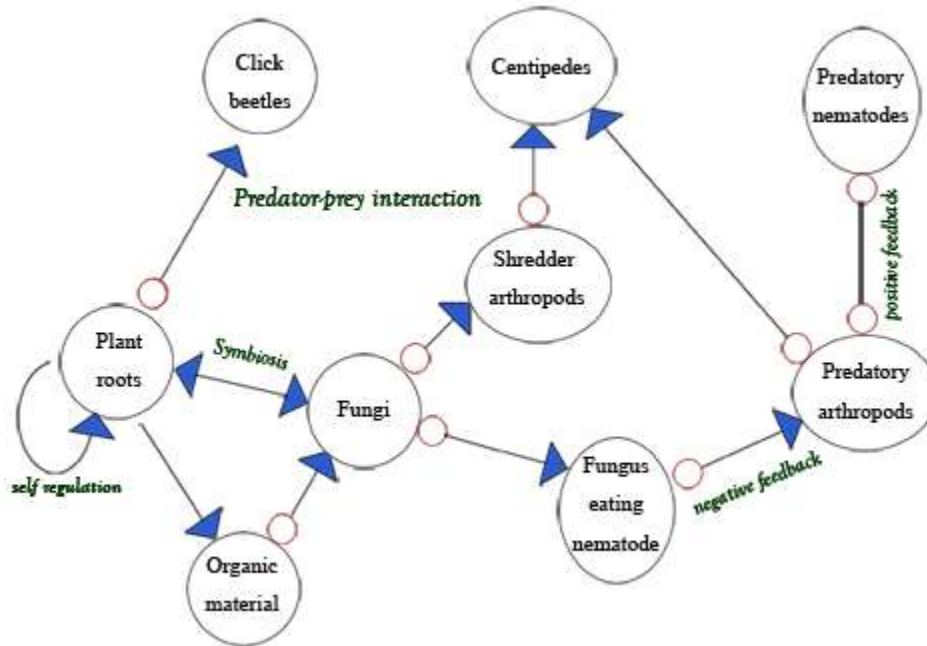 Click
beetles
Centipedes
Predatory
nematodes
Predator-prey interaction
positive feedback
Shredder
arthropods
Plant
roots
Symbiosis
Fungi
Predatory
arthropods
self regulation
Fungus
eating
nematode
negative feedback
Organic
material